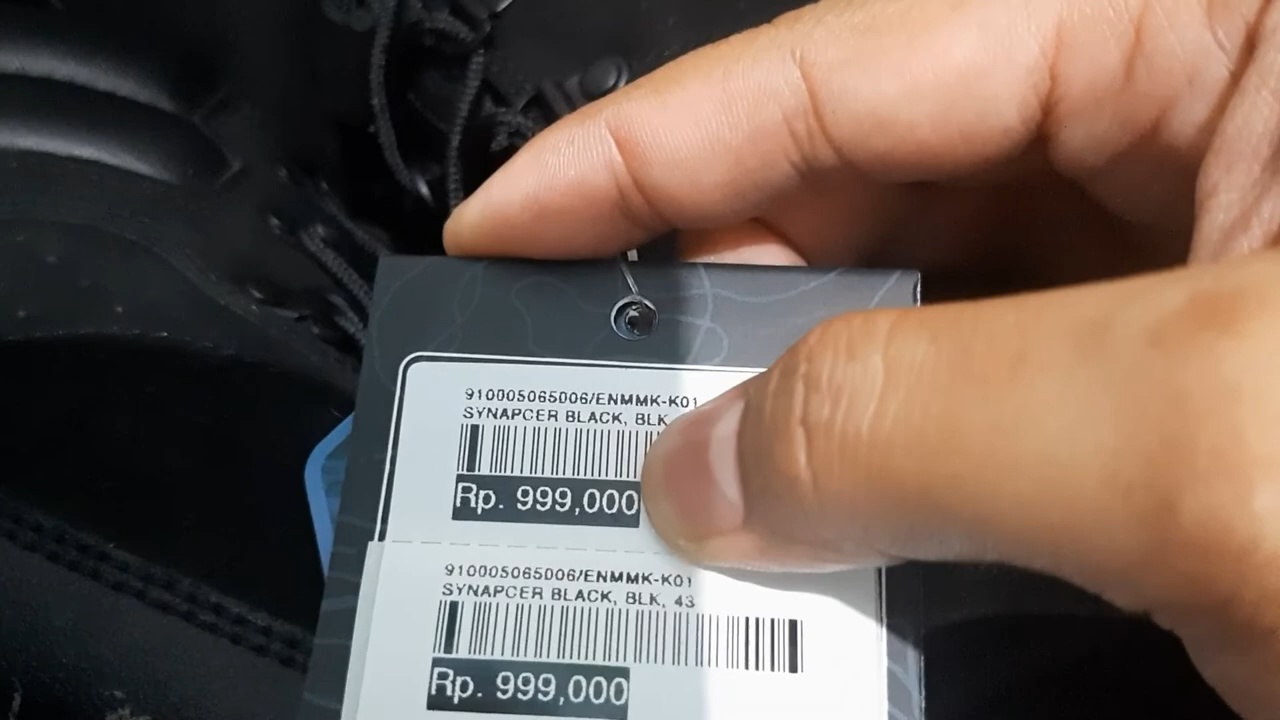 910005065006/ENMMK-K01
SYNAPCER BLACK, BLK,
Rp. 999,000
910005065006/ENMMK-K01
SYNAPCER BLACK, BLK, 43
Rp. 999,000